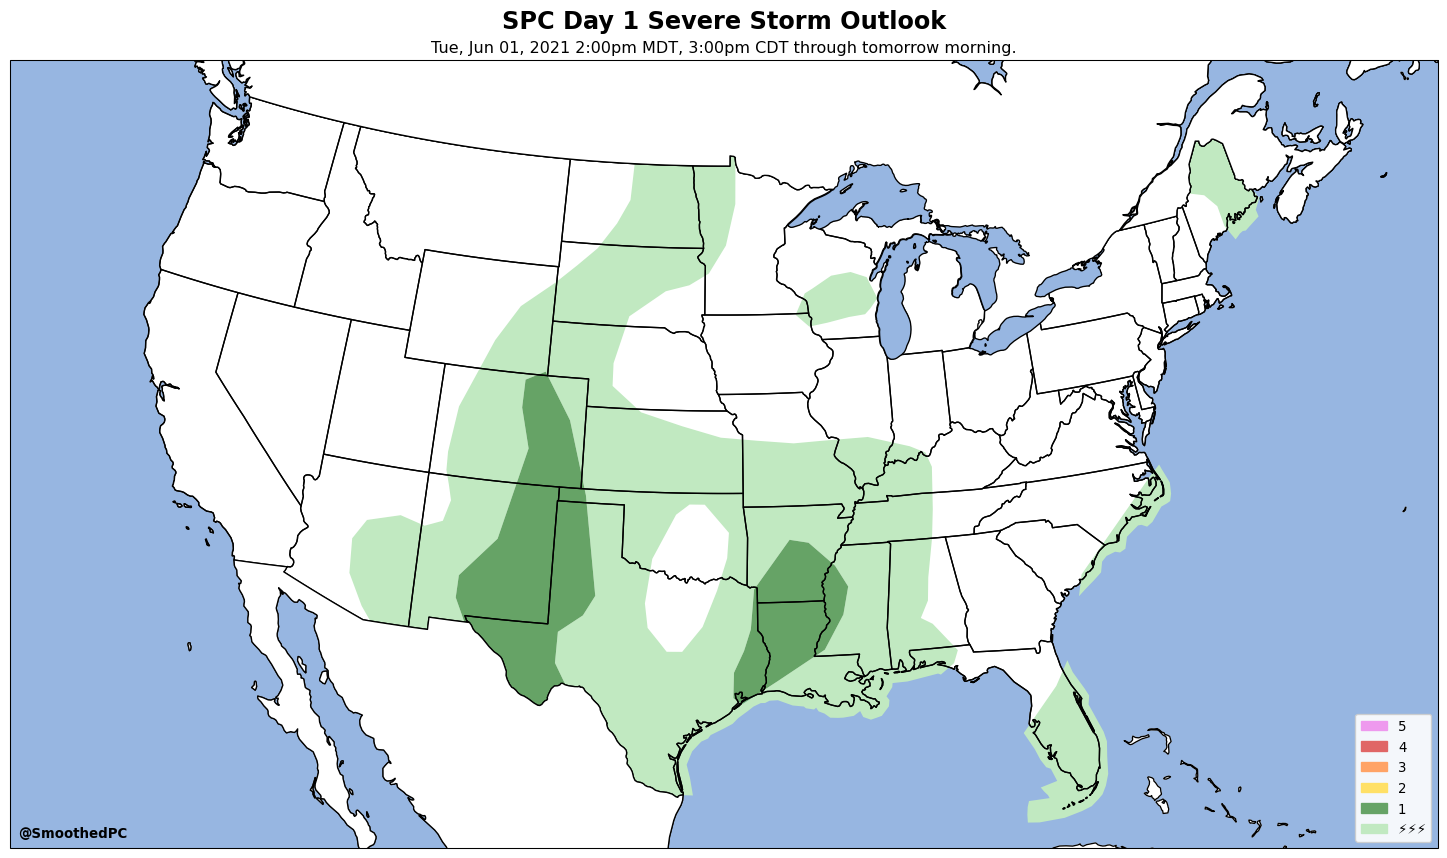 SPC Day 1 Severe Storm Outlook
Tue, Jun 01, 2021 2:00pm MDT, 3:00pm CDT through tomorrow morning.
5
4
3
2
1
⚡⚡⚡
@SmoothedPC